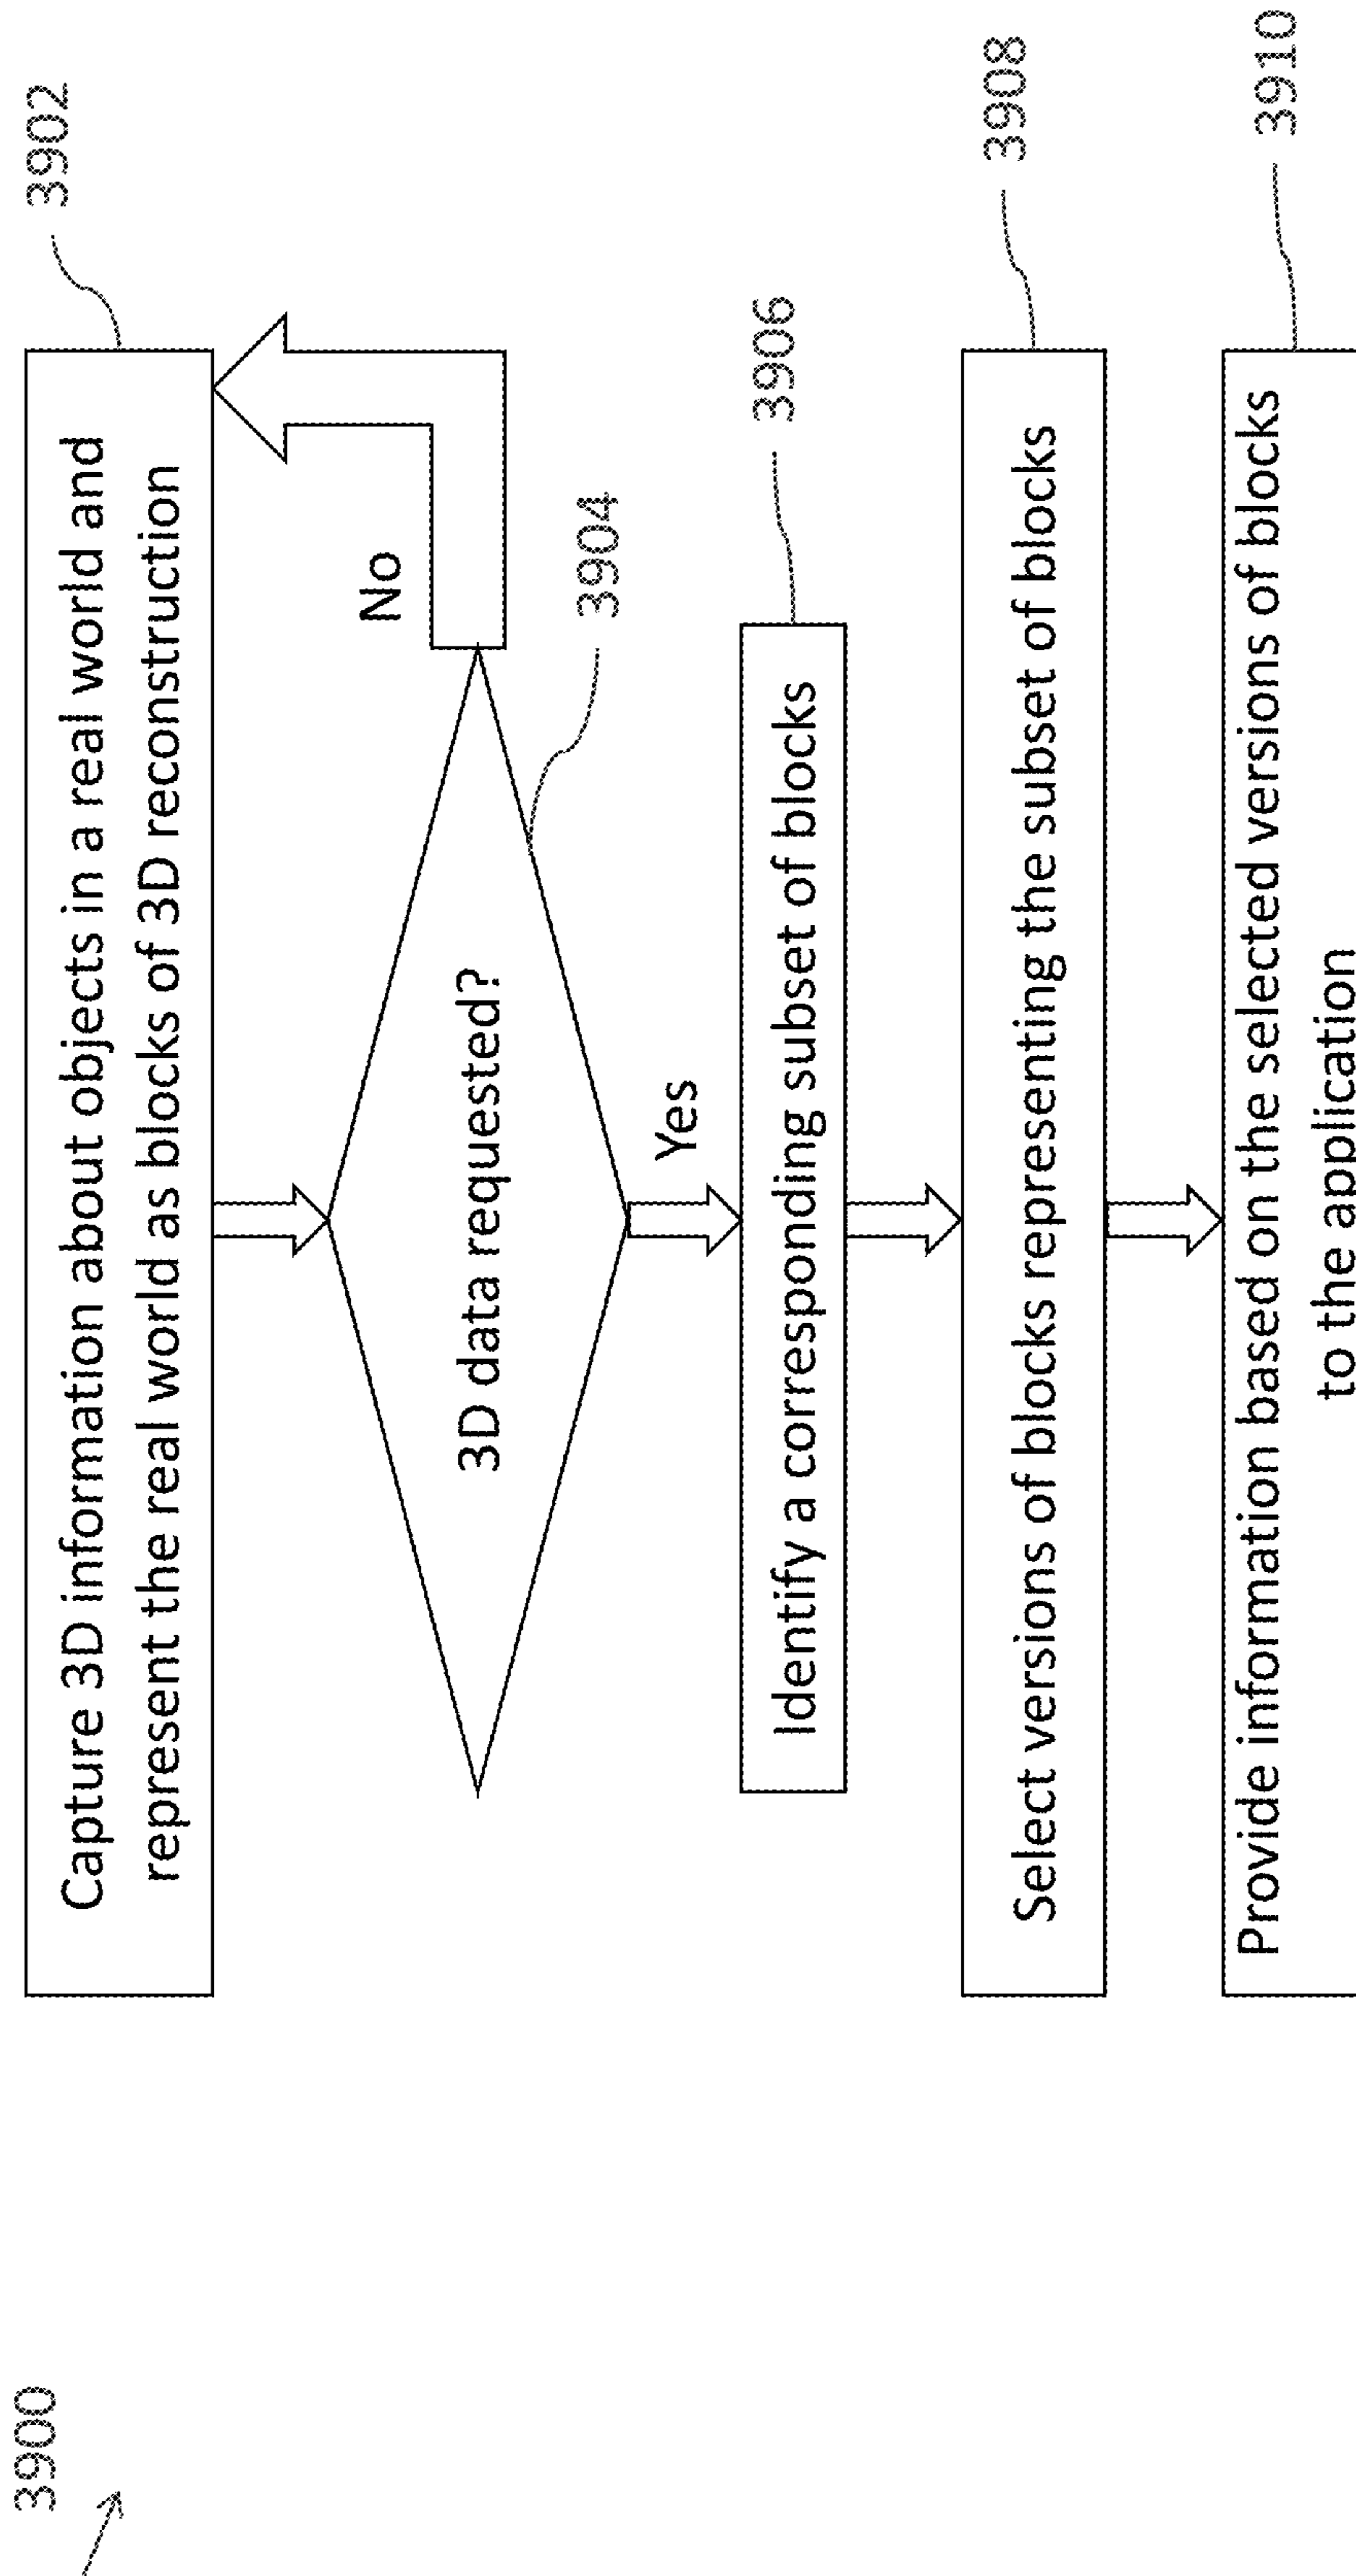 3900
Capture 3D information about objects in a real world and
represent the real world as blocks of 3D reconstruction
3902
3D data requested?
No
3904
Yes
Identify a corresponding subset of blocks
3906
Select versions of blocks representing the subset of blocks
3908
Provide information based on the selected versions of blocks
to the application
3910